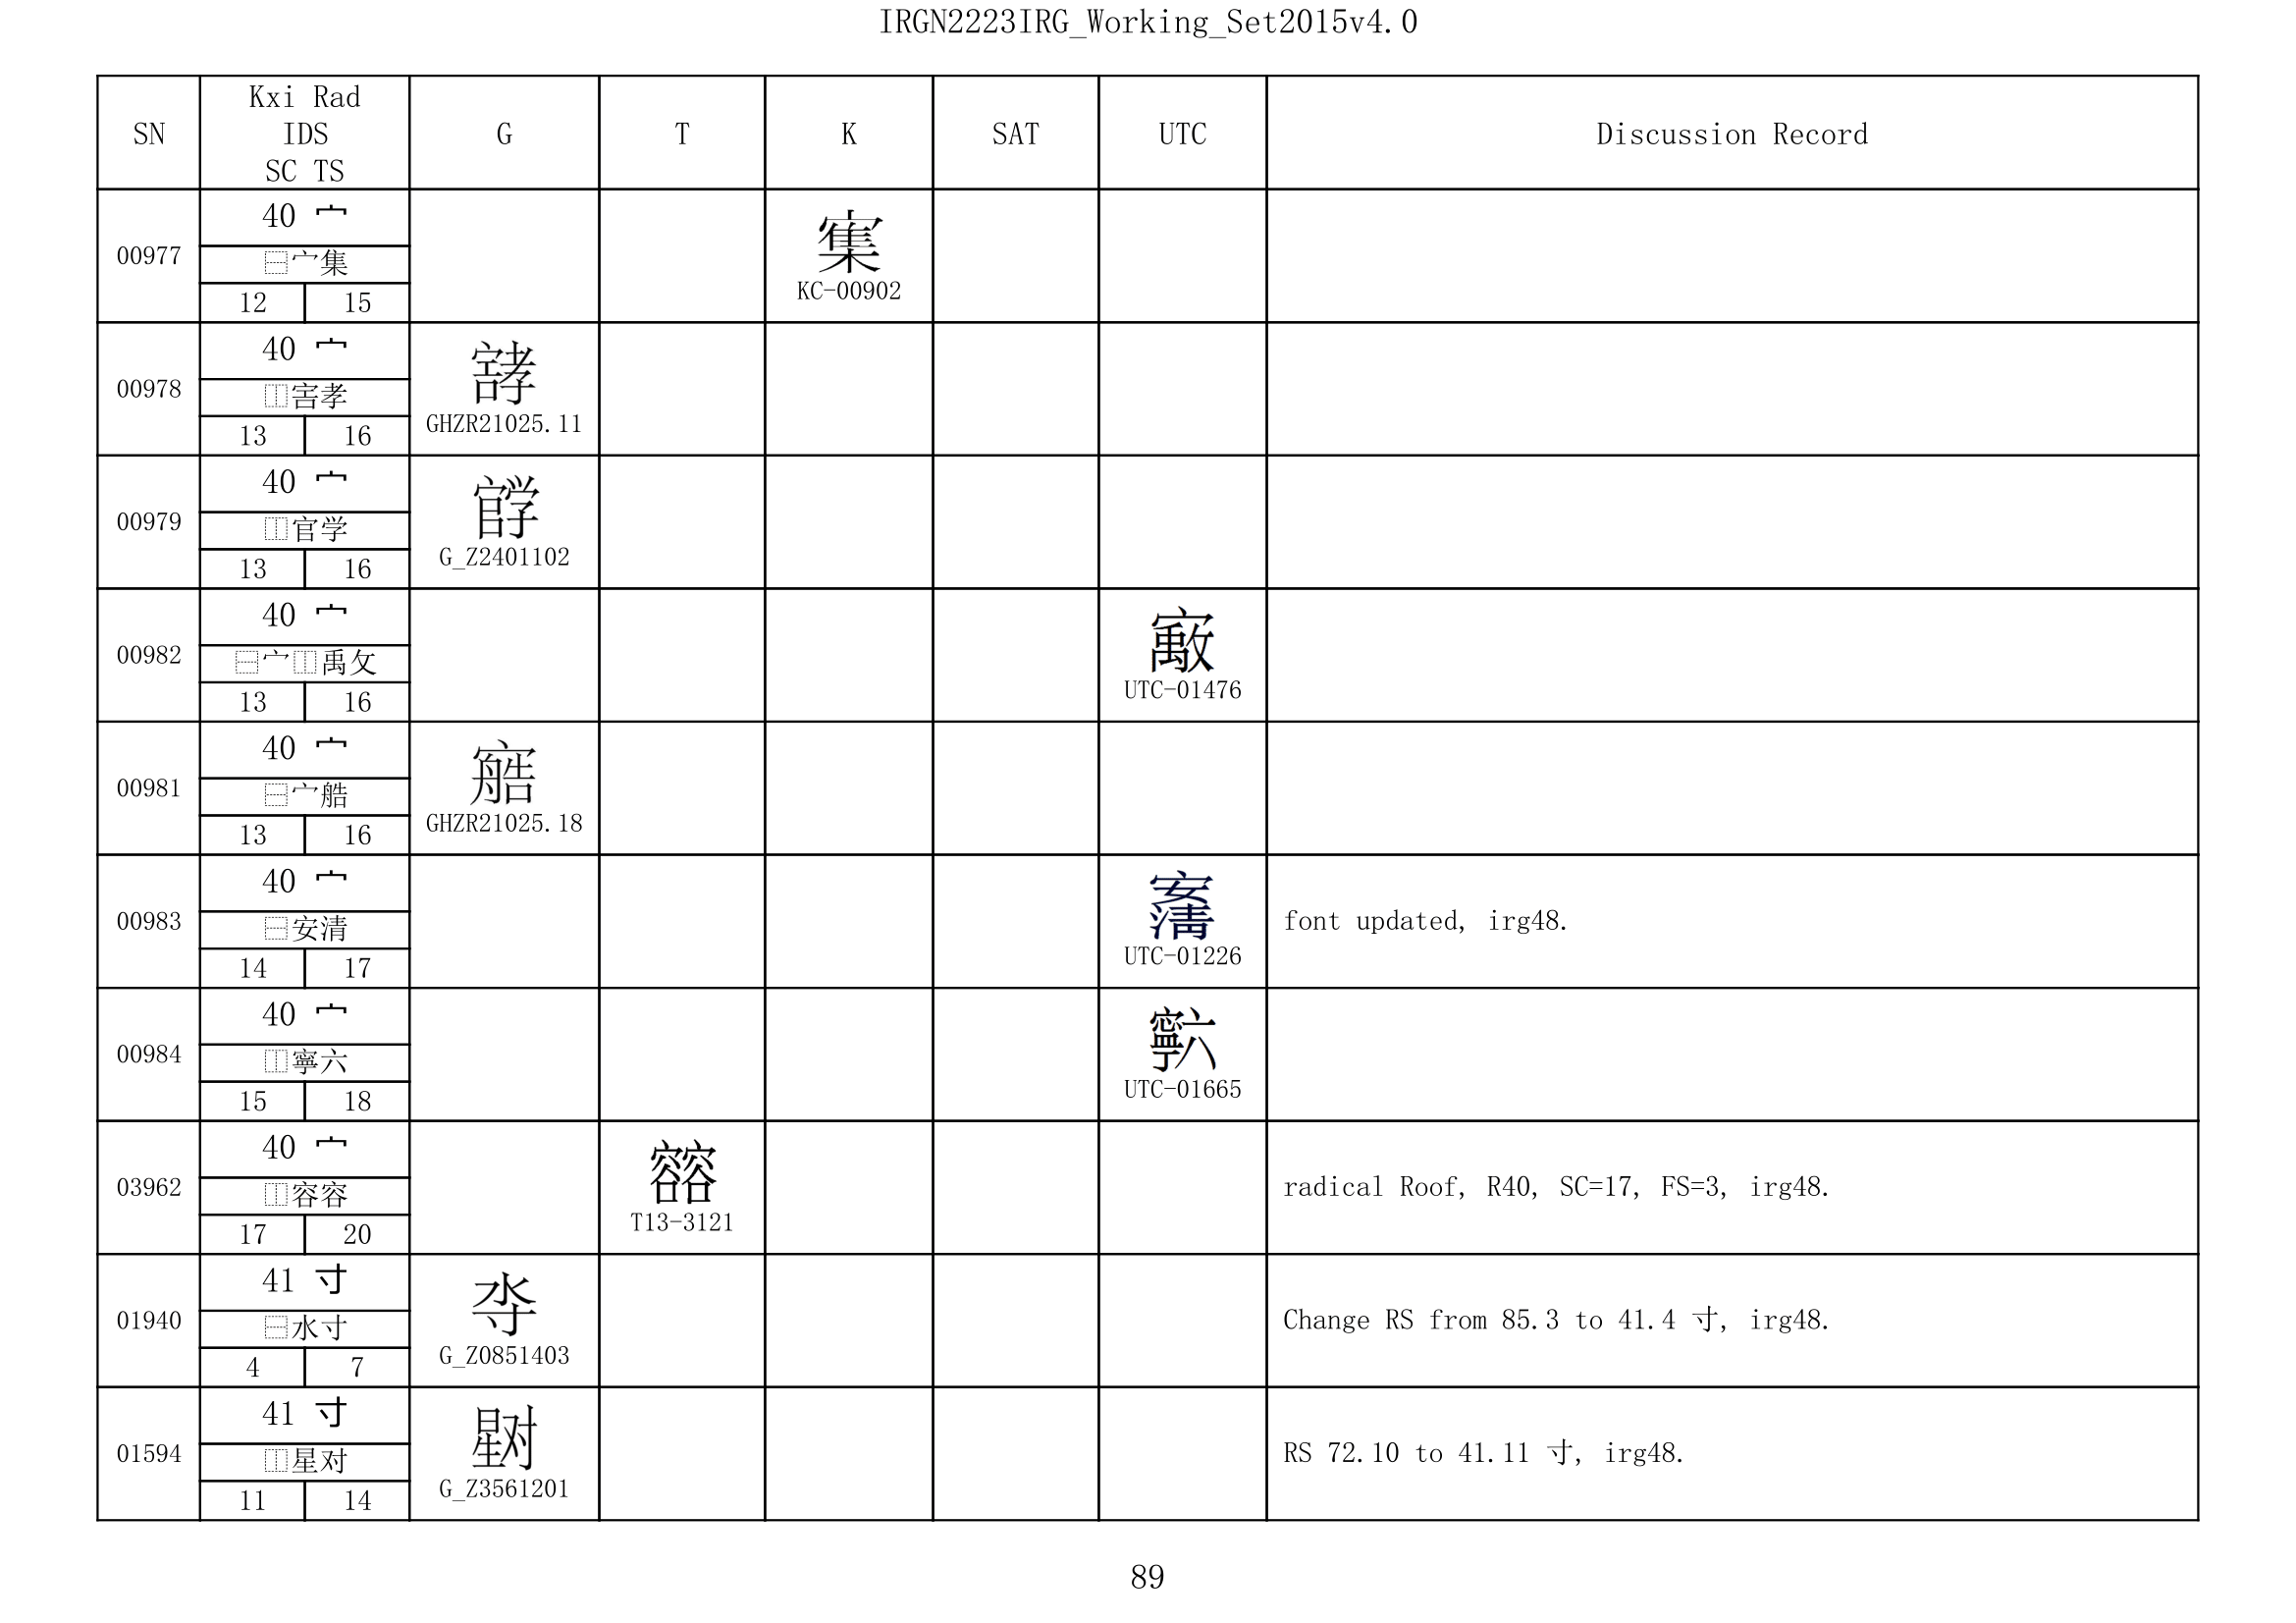 IRGN2223IRG_Working_Set2015v4.0
SN
Kxi Rad
IDS
SC TS
G
T
K
SAT
UTC
Discussion Record
00977
40 宀
⿱宀集
12 15
KC-00902
00978
40 宀
⿰害孝
13 16
GHZR21025.11
00979
40 宀
⿰官学
13 16
G_Z2401102
00982
40 宀
⿱宀⿰禹攵
13 16
UTC-01476
00981
40 宀
⿱宀艁
13 16
GHZR21025.18
00983
40 宀
⿱安清
14 17
UTC-01226
font updated, irg48.
00984
40 宀
⿰寧六
15 18
UTC-01665
03962
40 宀
⿰容容
17 20
T13-3121
radical Roof, R40, SC=17, FS=3, irg48.
01940
41 寸
⿱水寸
4 7
G_Z0851403
Change RS from 85.3 to 41.4 寸, irg48.
01594
41 寸
⿰星对
11 14
G_Z3561201
RS 72.10 to 41.11 寸, irg48.
89